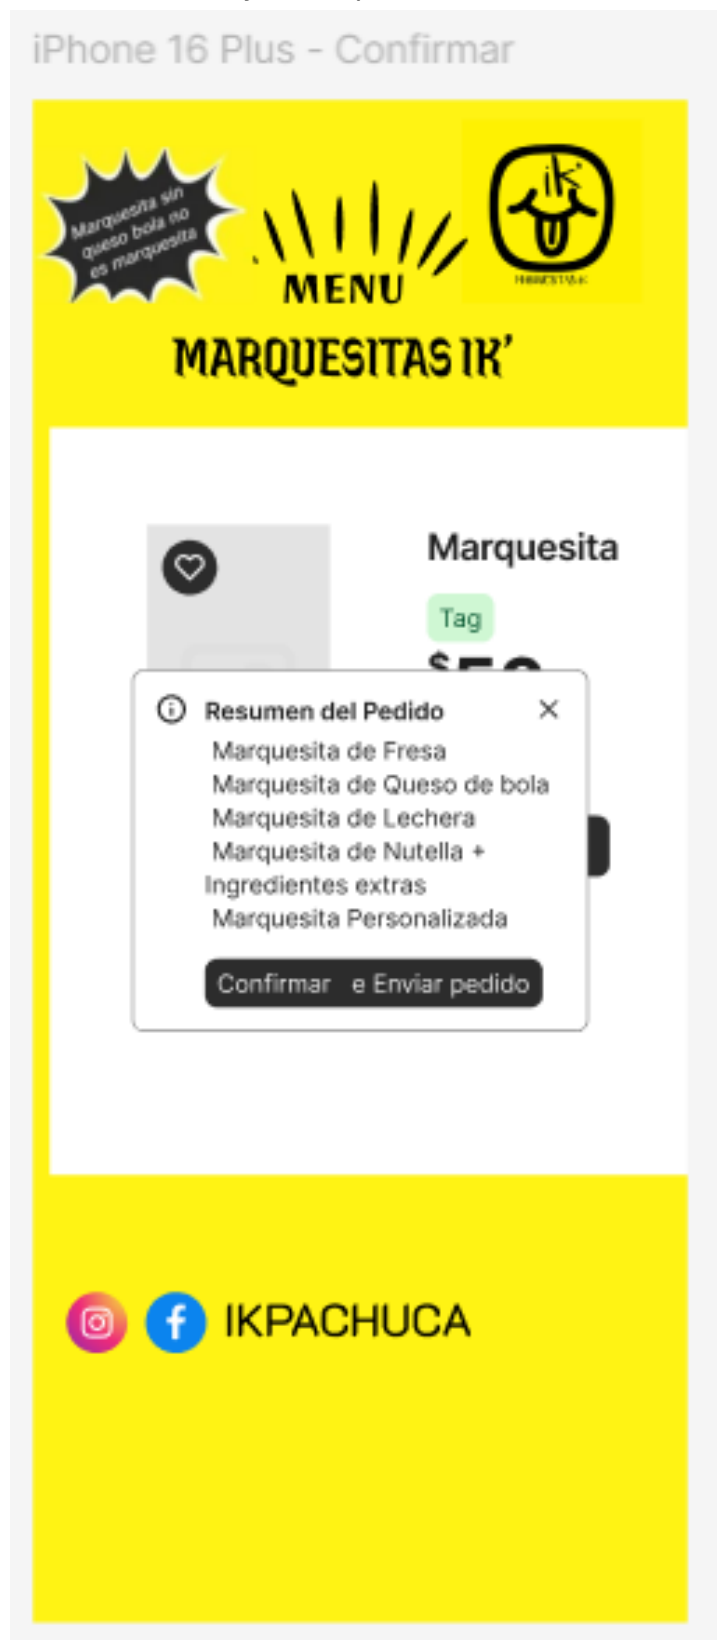 iPhone 16 Plus - Confirmar
Marquesita sin
queso bola no
es marquesita
ik'
MENU
MARQUESITAS IK'
Marquesita
Tag
Resumen del Pedido
Marquesita de Fresa
Marquesita de Queso de bola
Marquesita de Lechera
Marquesita de Nutella +
Ingredientes extras
Marquesita Personalizada
Confirmar e Enviar pedido
IKPACHUCA